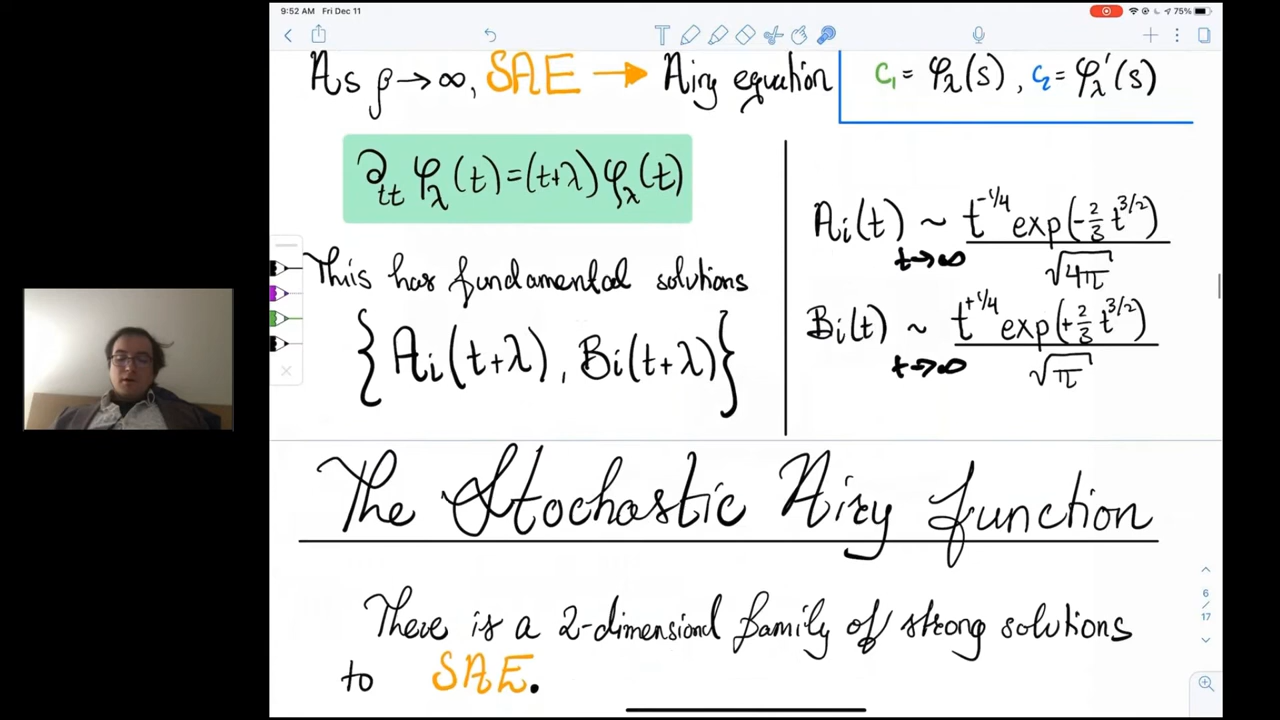 9:52 AM Fri Dec 11
75%
As β→∞, SAE → Airy equation
C₁ = φ_λ(s), C₂ = φ_λ'(s)
∂_tt φ_λ(t) = (t+λ) φ_λ(t)
This has fundamental solutions
{Ai(t+λ), Bi(t+λ)}
Ai(t) ~ t^{-1/4} exp(-2/3 t^{3/2}) / √4π
t→∞
Bi(t) ~ t^{+1/4} exp(+2/3 t^{3/2}) / √π
t→∞
The Stochastic Airy function
There is a 2-dimensional family of strong solutions
to SAE.
6
/
17